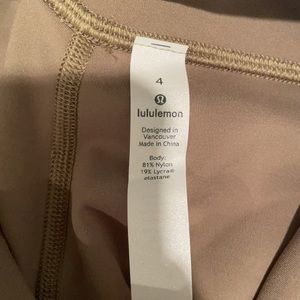 4
lululemon
Designed in
Vancouver
Made in China
Body:
81% Nylon
19% Lycra®
elastane